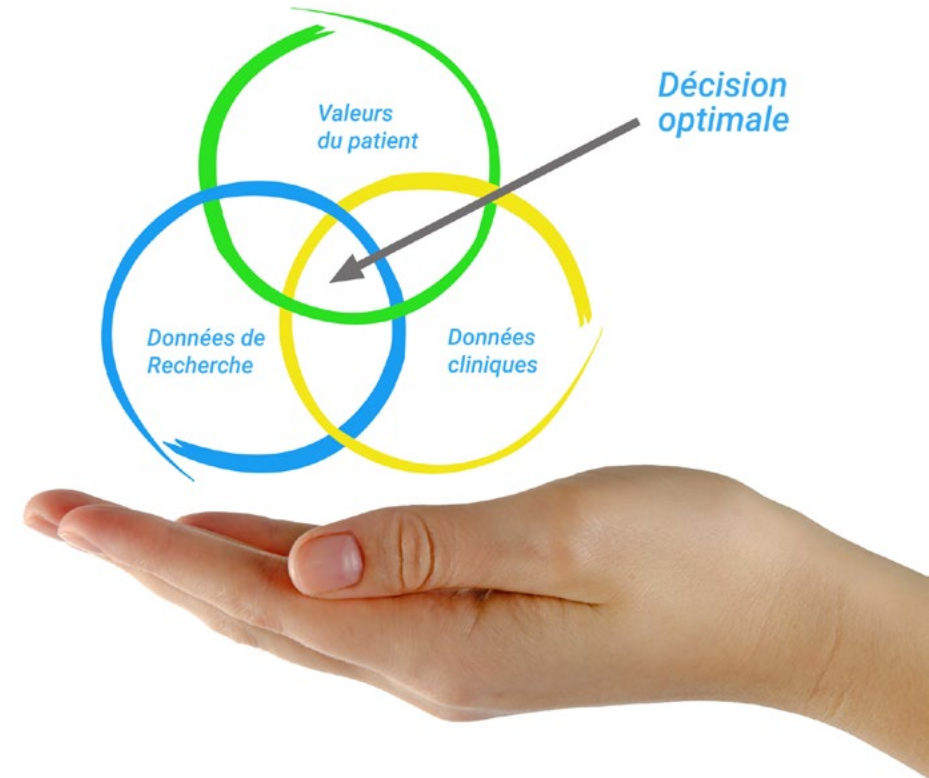 Valeurs
du patient
Décision
optimale
Données de
Recherche
Données
cliniques